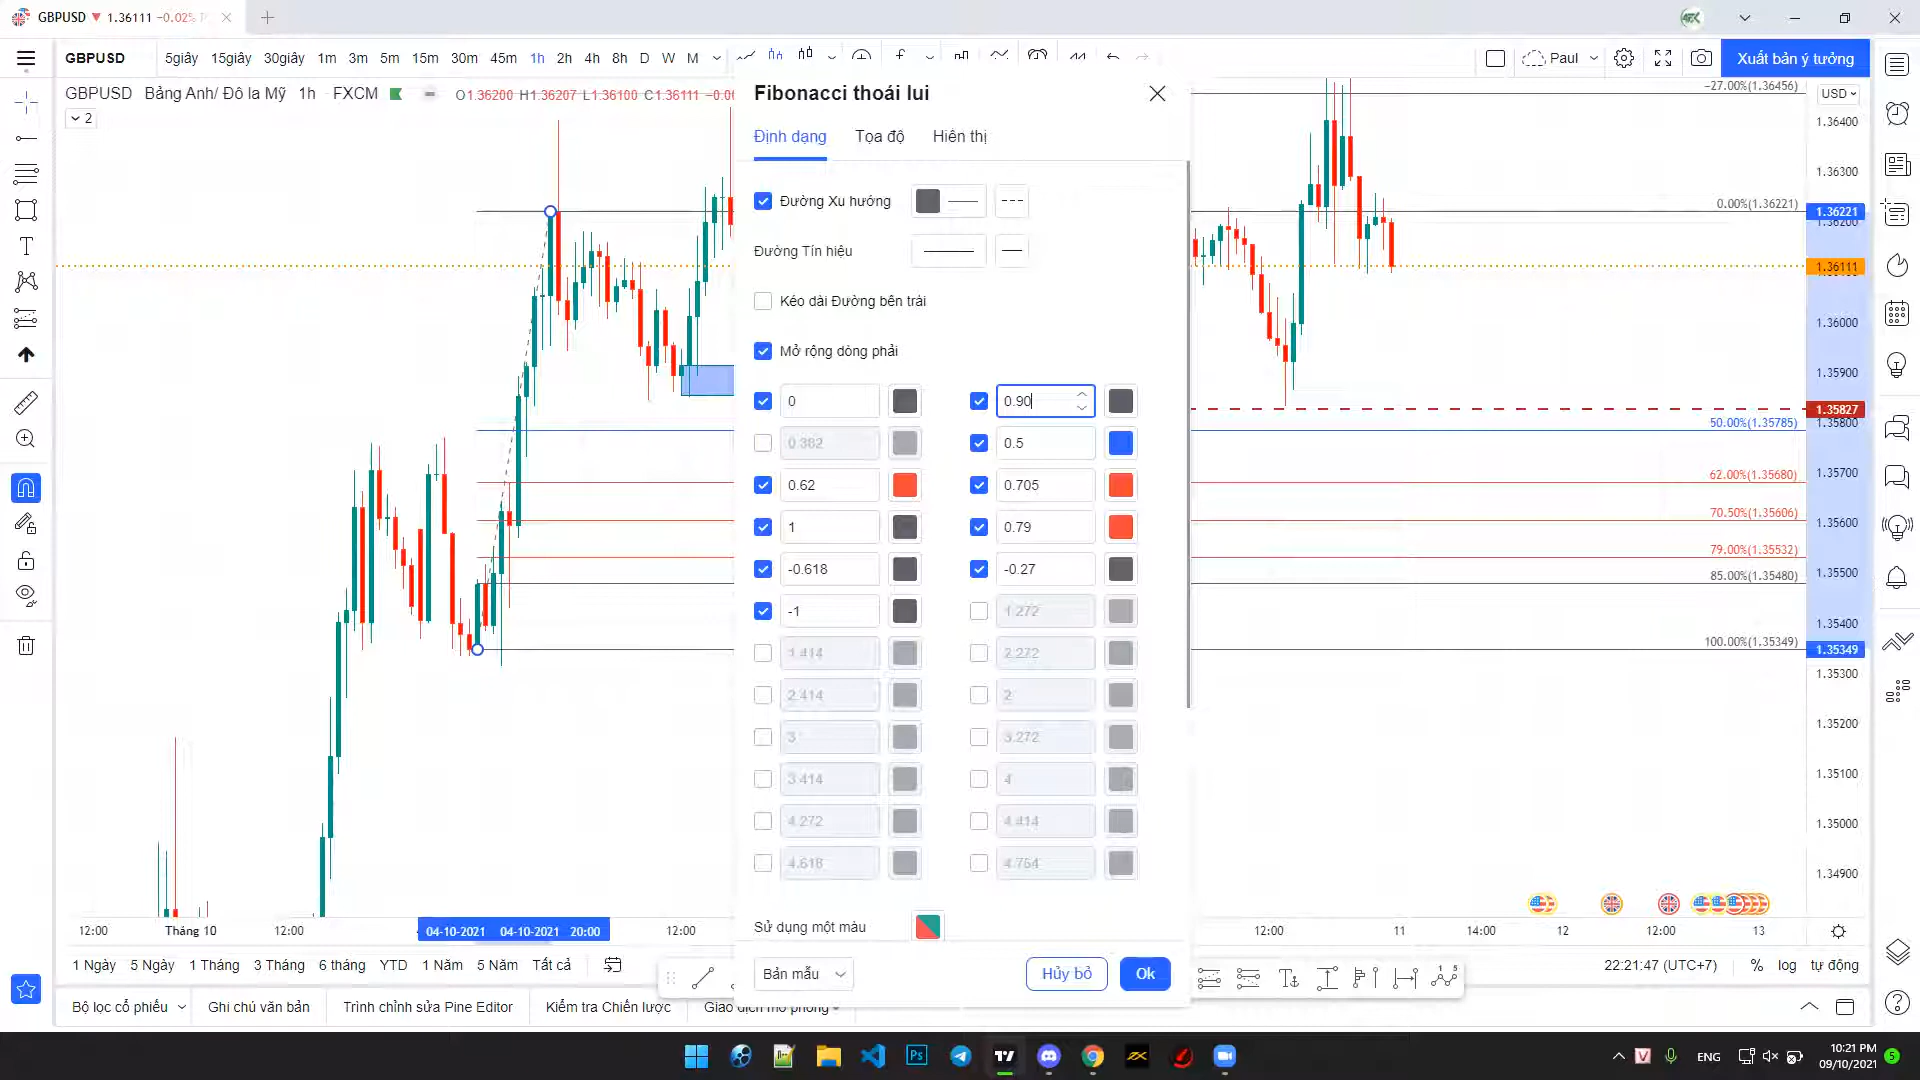 GBPUSD ▼ 1.36111 −0.02%
GBPUSD 5giây 15giây 30giây 1m 3m 5m 15m 30m 45m 1h 2h 4h 8h D W M
Paul
Xuất bản ý tưởng
GBPUSD Bảng Anh/ Đô la Mỹ 1h FXCM O1.36200 H1.36207 L1.36100 C1.36111
2
Fibonacci thoái lui
Định dạng Tọa độ Hiên thị
Đường Xu hướng
Đường Tín hiệu
Kéo dài Đường bên trái
Mở rộng dòng phải
0 0.90
0.382 0.5
0.62 0.705
1 0.79
-0.618 -0.27
-1 1.272
1.414 2.272
2.414 2
3 3.272
3.414 4
4.272 4.414
4.618 4.764
Sử dụng một màu
Bản mẫu Hủy bỏ Ok
−27.00%(1.36456)
0.00%(1.36221)
50.00%(1.35785)
62.00%(1.35680)
70.50%(1.35606)
79.00%(1.35532)
85.00%(1.35480)
100.00%(1.35349)
USD
1.36400
1.36300
1.36221
1.36200
1.36111
1.36000
1.35900
1.35827
1.35800
1.35700
1.35600
1.35500
1.35400
1.35349
1.35300
1.35200
1.35100
1.35000
1.34900
12:00 Tháng 10 12:00 04-10-2021 04-10-2021 20:00 12:00 12:00 11 14:00 12 12:00 13
1 Ngày 5 Ngày 1 Tháng 3 Tháng 6 tháng YTD 1 Năm 5 Năm Tất cả
22:21:47 (UTC+7) % log tự động
Bộ lọc cổ phiếu Ghi chú văn bản Trình chỉnh sửa Pine Editor Kiểm tra Chiến lược Giao dịch mô phỏng
Ps
ENG
10:21 PM
09/10/2021
5